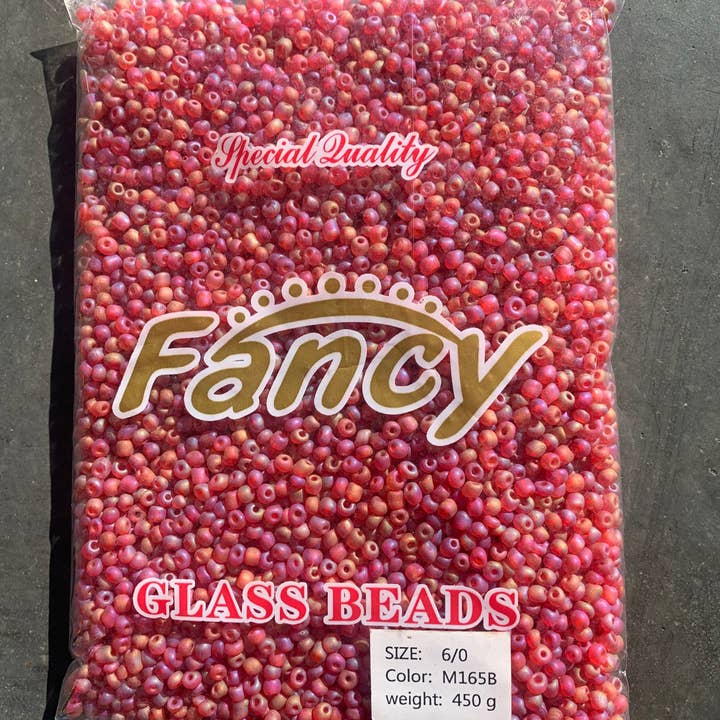 Special Quality
Fancy
GLASS BEADS
SIZE: 6/0
Color: M165B
weight: 450 g